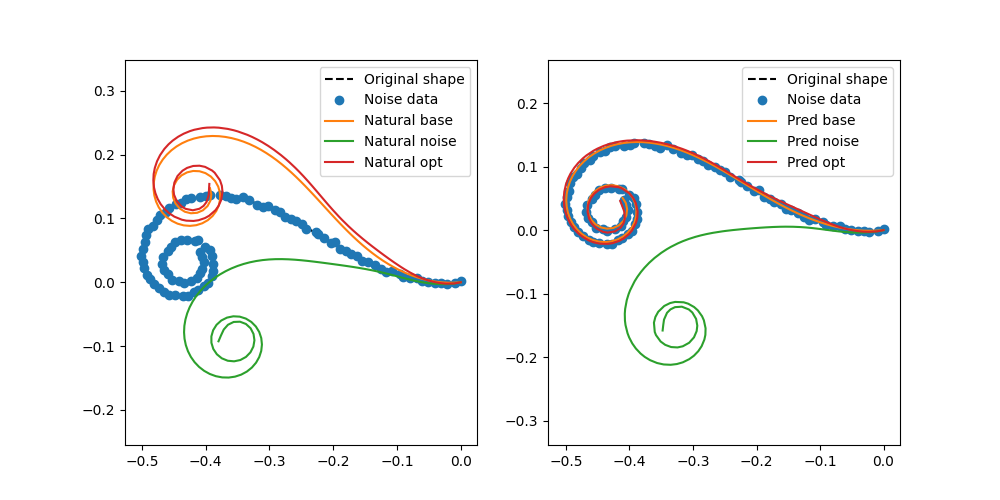 Original shape
Noise data
Natural base
Natural noise
Natural opt
0.3
0.2
0.1
0.0
−0.1
−0.2
−0.5
−0.4
−0.3
−0.2
−0.1
0.0
Original shape
Noise data
Pred base
Pred noise
Pred opt
0.2
0.1
0.0
−0.1
−0.2
−0.3
−0.5
−0.4
−0.3
−0.2
−0.1
0.0